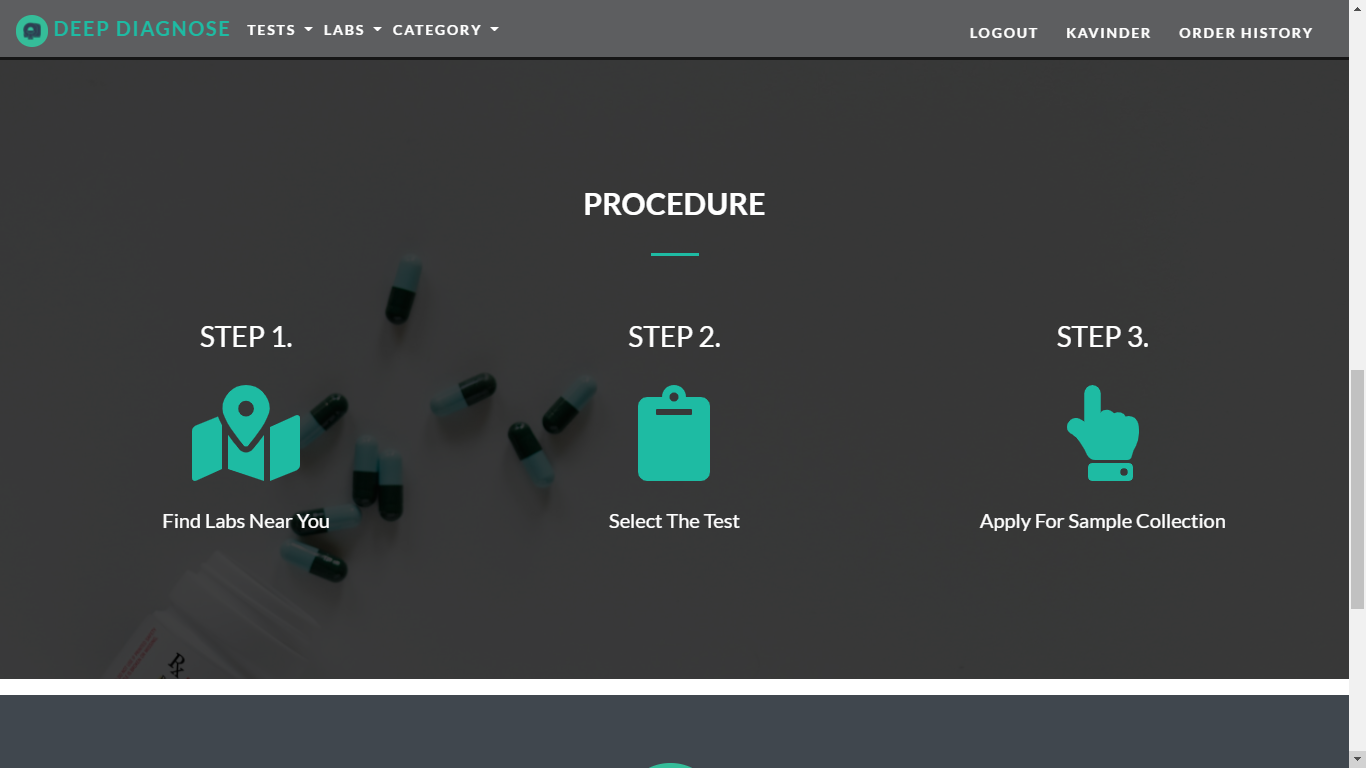 DEEP DIAGNOSE TESTS LABS CATEGORY LOGOUT KAVINDER ORDER HISTORY
PROCEDURE
STEP 1. STEP 2. STEP 3.
Find Labs Near You Select The Test Apply For Sample Collection
Rx